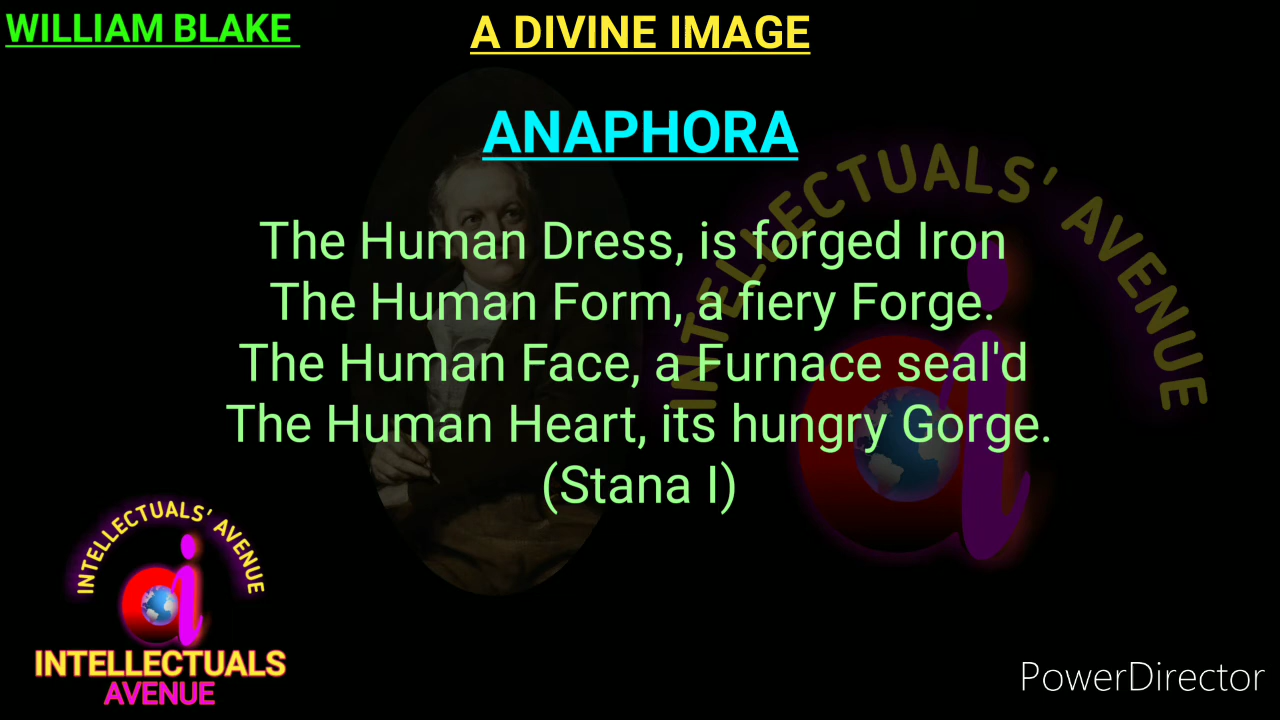 WILLIAM BLAKE
A DIVINE IMAGE
ANAPHORA
INTELLECTUALS' AVENUE
The Human Dress, is forged Iron
The Human Form, a fiery Forge.
The Human Face, a Furnace seal'd
The Human Heart, its hungry Gorge.
(Stana I)
INTELLECTUALS' AVENUE
INTELLECTUALS
AVENUE
PowerDirector